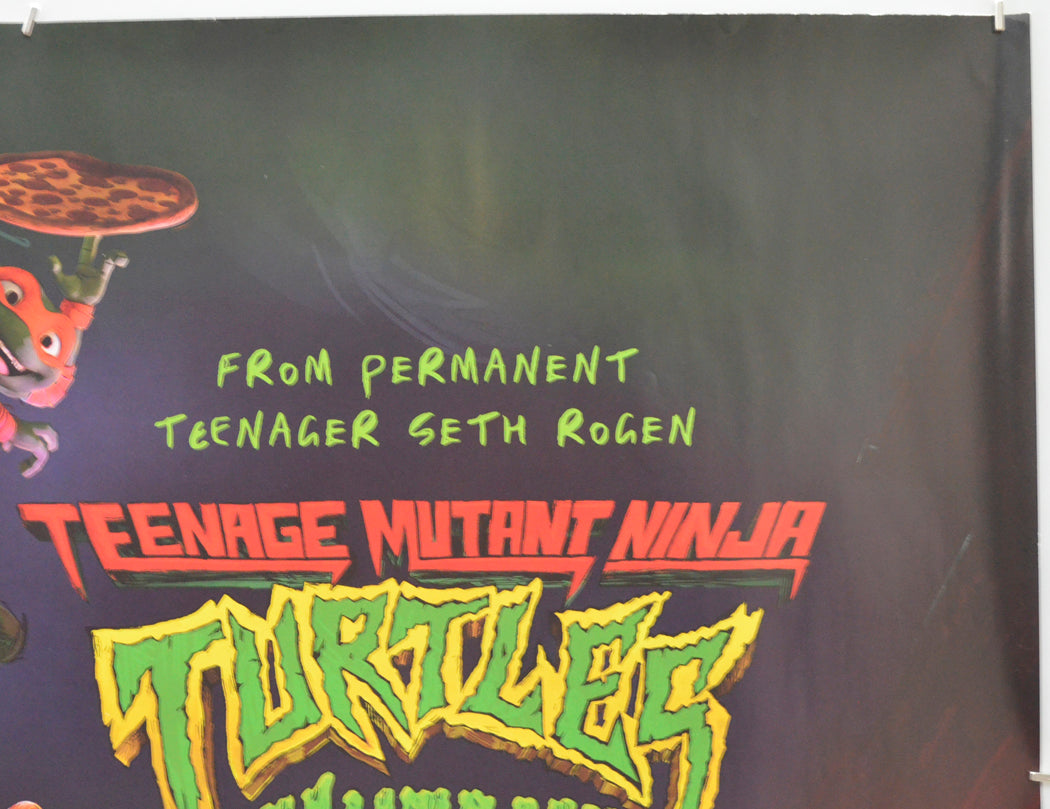 FROM PERMANENT
TEENAGER SETH ROGEN
TEENAGE MUTANT NINJA
TURTLES